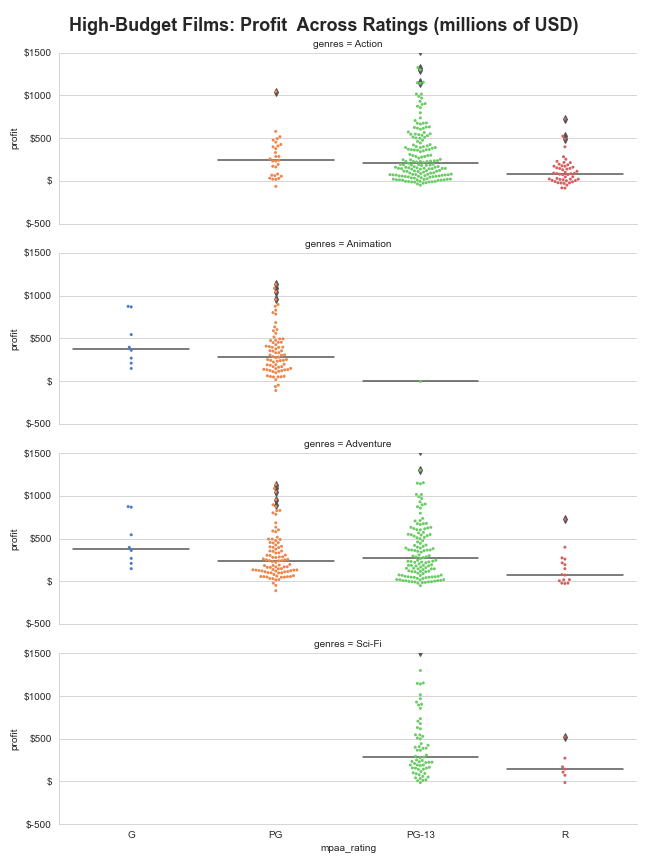 High-Budget Films: Profit  Across Ratings (millions of USD)
genres = Action
$1500
$1000
$500
$
$-500
profit
genres = Animation
$1500
$1000
$500
$
$-500
profit
genres = Adventure
$1500
$1000
$500
$
$-500
profit
genres = Sci-Fi
$1500
$1000
$500
$
$-500
profit
G PG PG-13 R
mpaa_rating